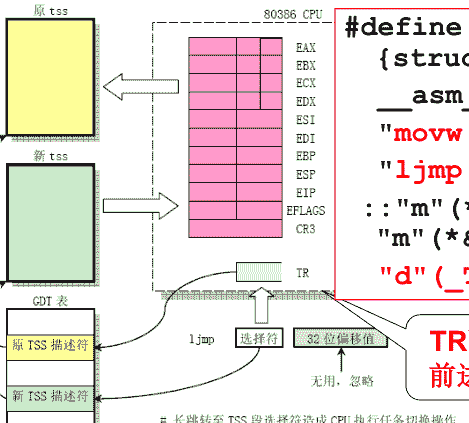 原 tss
80386 CPU
EAX
EBX
ECX
EDX
ESI
EDI
EBP
ESP
EIP
EFLAGS
CR3
TR
新 tss
GDT 表
原 TSS 描述符
新 TSS 描述符
ljmp
选择符
32 位偏移值
无用，忽略
# 长跳转至 TSS 段选择符造成 CPU 执行任务切换操作
#define
{struc
__asm_
"movw
"ljmp
::"m"(*
"m"(*&
"d"(_T
TR
前